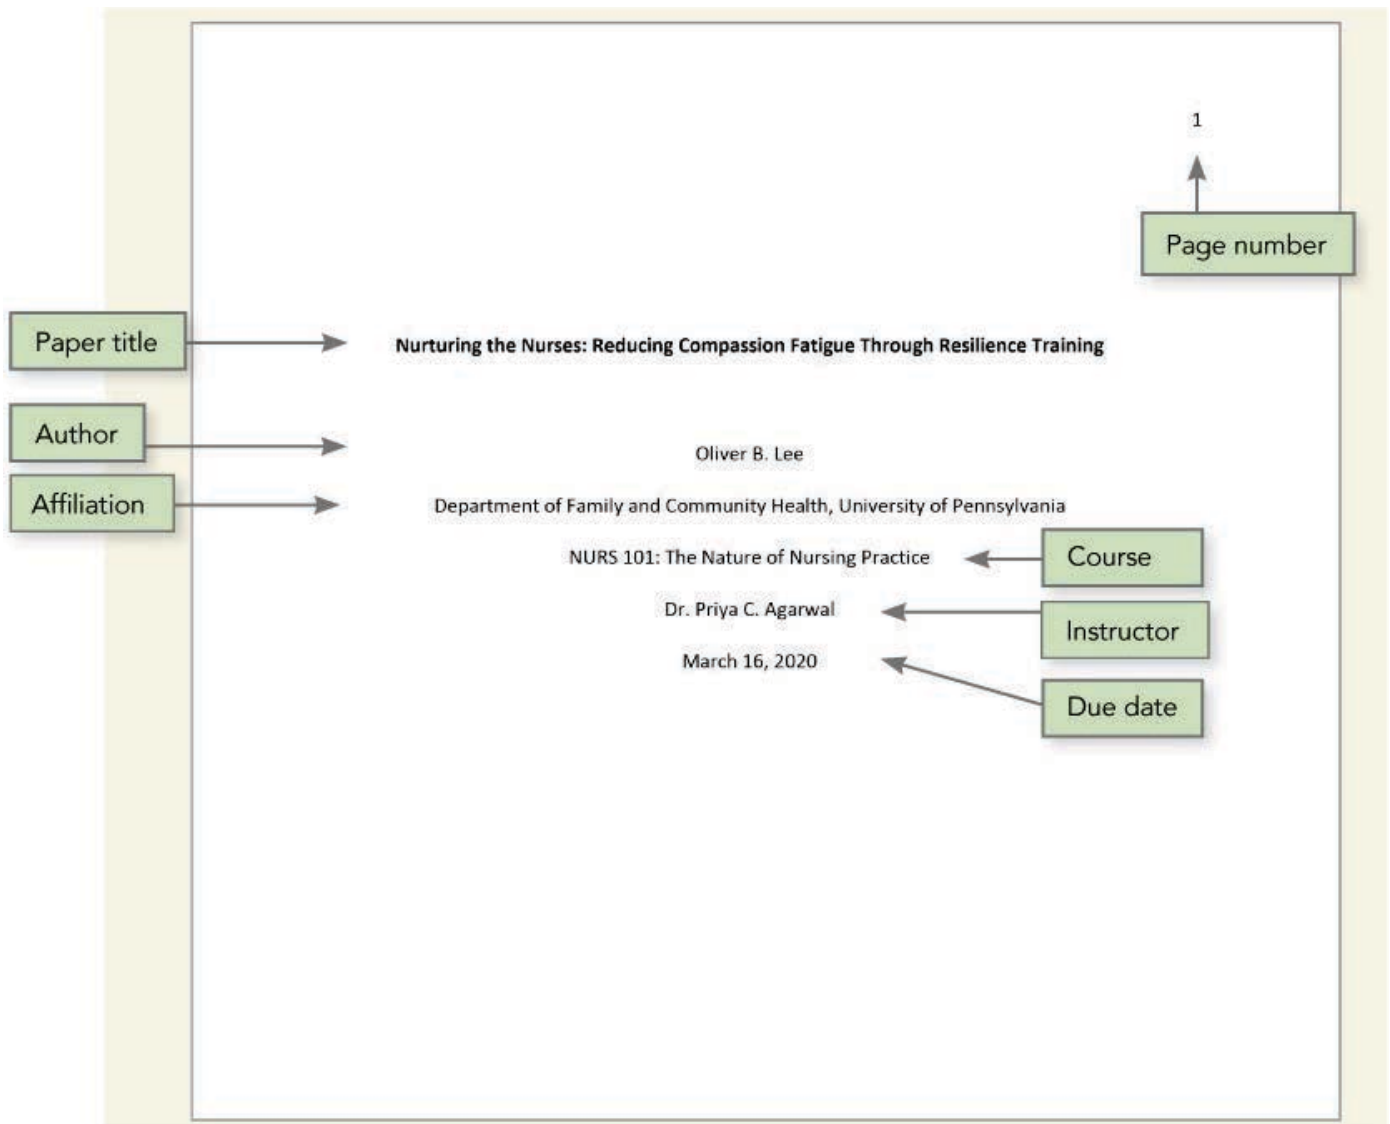 1
Page number
Paper title
Nurturing the Nurses: Reducing Compassion Fatigue Through Resilience Training
Author
Oliver B. Lee
Affiliation
Department of Family and Community Health, University of Pennsylvania
NURS 101: The Nature of Nursing Practice
Course
Dr. Priya C. Agarwal
Instructor
March 16, 2020
Due date